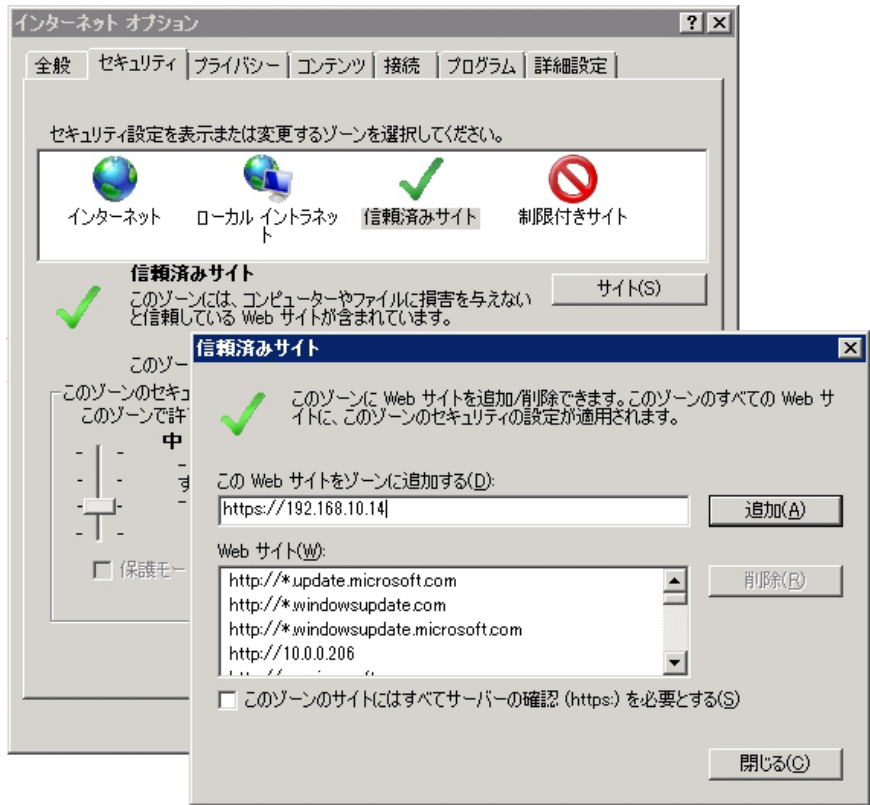 インターネット オプション
全般 セキュリティ プライバシー コンテンツ 接続 プログラム 詳細設定
セキュリティ設定を表示または変更するゾーンを選択してください。
インターネット
ローカル イントラネッ
ト
信頼済みサイト
制限付きサイト
信頼済みサイト
このゾーンには、コンピューターやファイルに損害を与えない
と信頼している Web サイトが含まれています。
サイト(S)
このゾー
このゾーンのセキュ
このゾーンで許
中
す
保護モー
信頼済みサイト
このゾーンに Web サイトを追加/削除できます。このゾーンのすべての Web サ
イトに、このゾーンのセキュリティの設定が適用されます。
この Web サイトをゾーンに追加する(D):
https://192.168.10.14
追加(A)
Web サイト(W):
http://*.update.microsoft.com
http://*.windowsupdate.com
http://*.windowsupdate.microsoft.com
http://10.0.0.206
削除(R)
このゾーンのサイトにはすべてサーバーの確認 (https:) を必要とする(S)
閉じる(C)